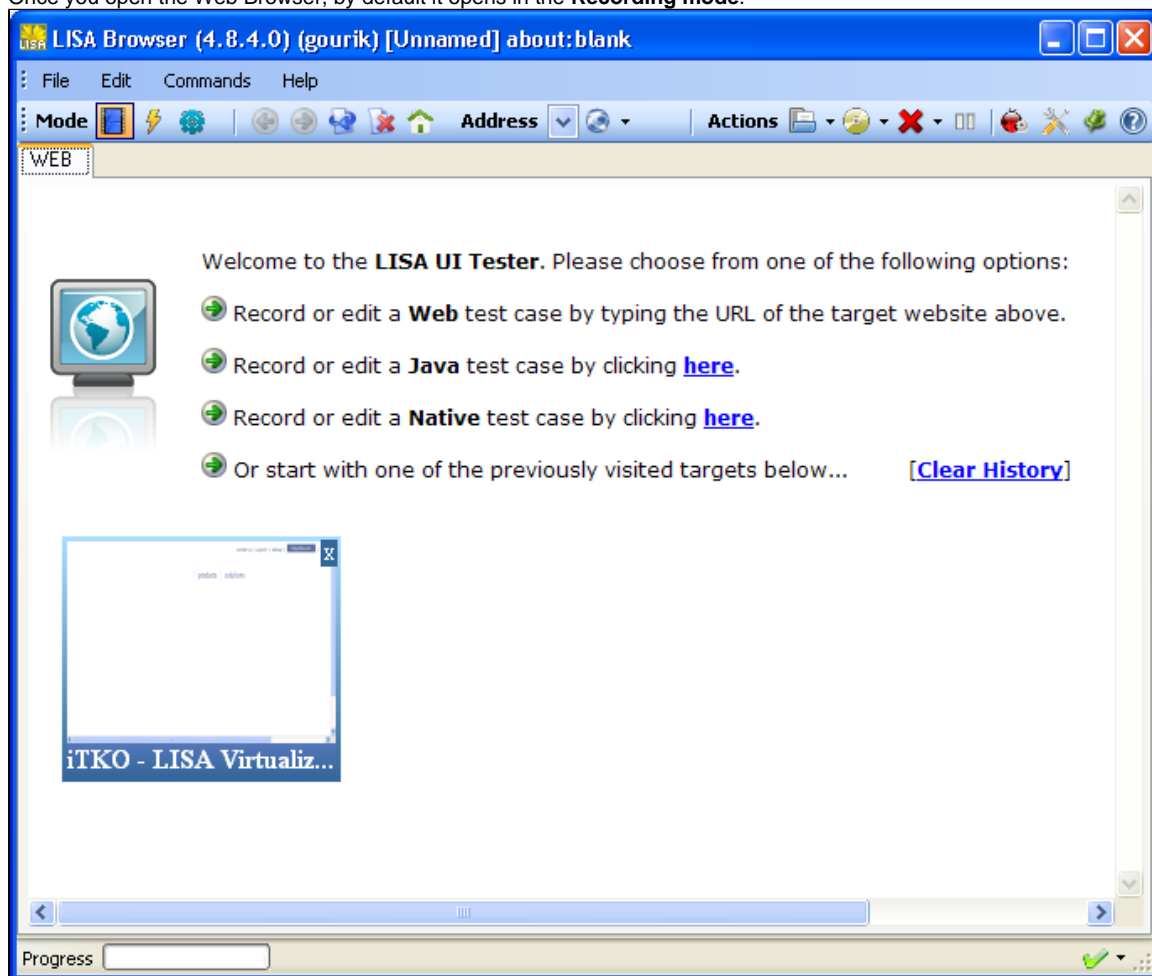 Once you open the Web Browser, by default it opens in the Recording mode.
LISA LISA Browser (4.8.4.0) (gourik) [Unnamed] about:blank
File Edit Commands Help
Mode Address Actions
WEB
Welcome to the LISA UI Tester. Please choose from one of the following options:
Record or edit a Web test case by typing the URL of the target website above.
Record or edit a Java test case by clicking here.
Record or edit a Native test case by clicking here.
Or start with one of the previously visited targets below... [Clear History]
X
products solutions
iTKO - LISA Virtualiz...
Progress